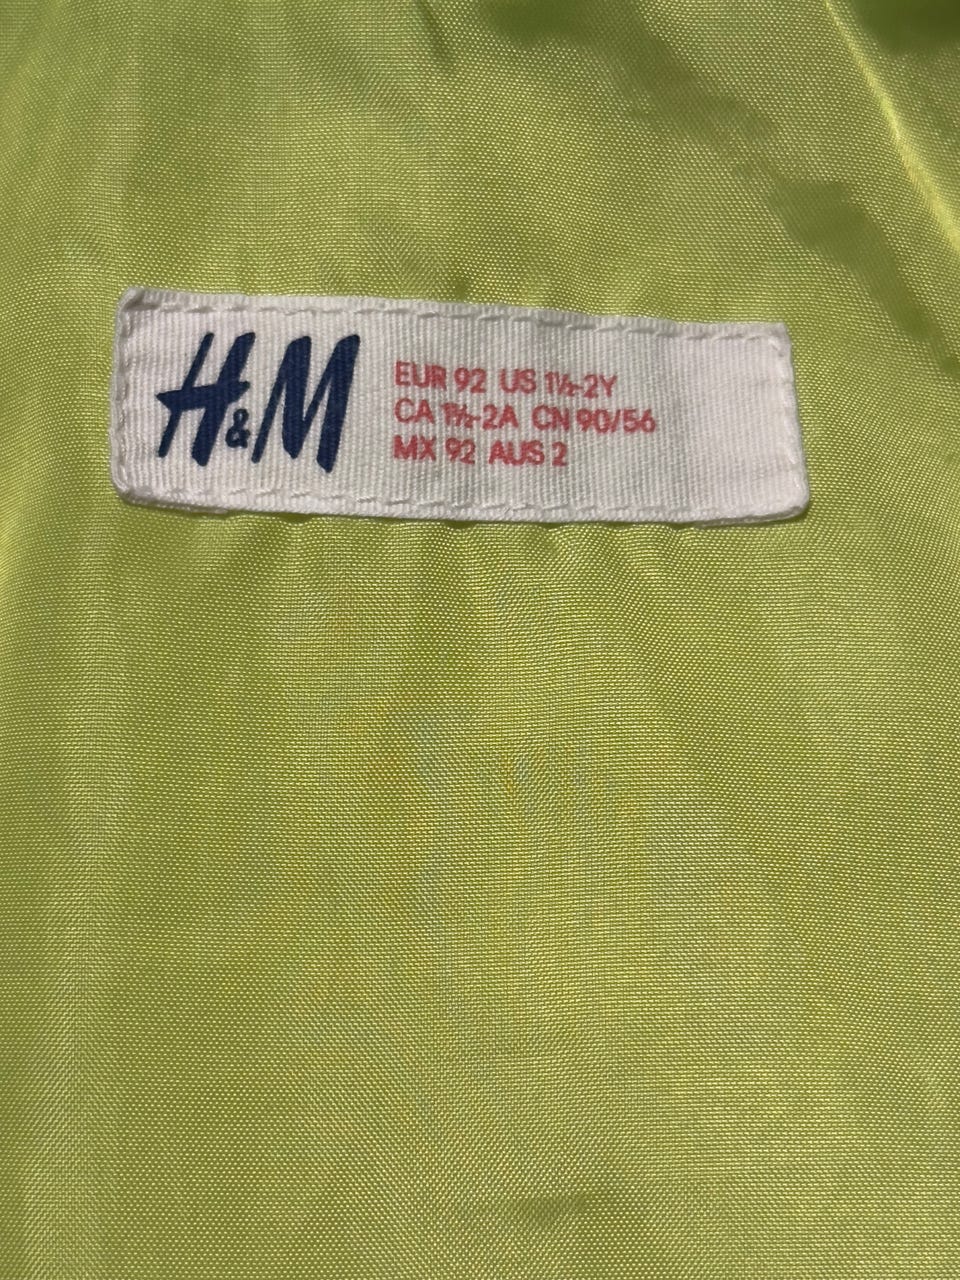 H&M
EUR 92 US 1½-2Y
CA 1½-2A CN 90/56
MX 92 AUS 2